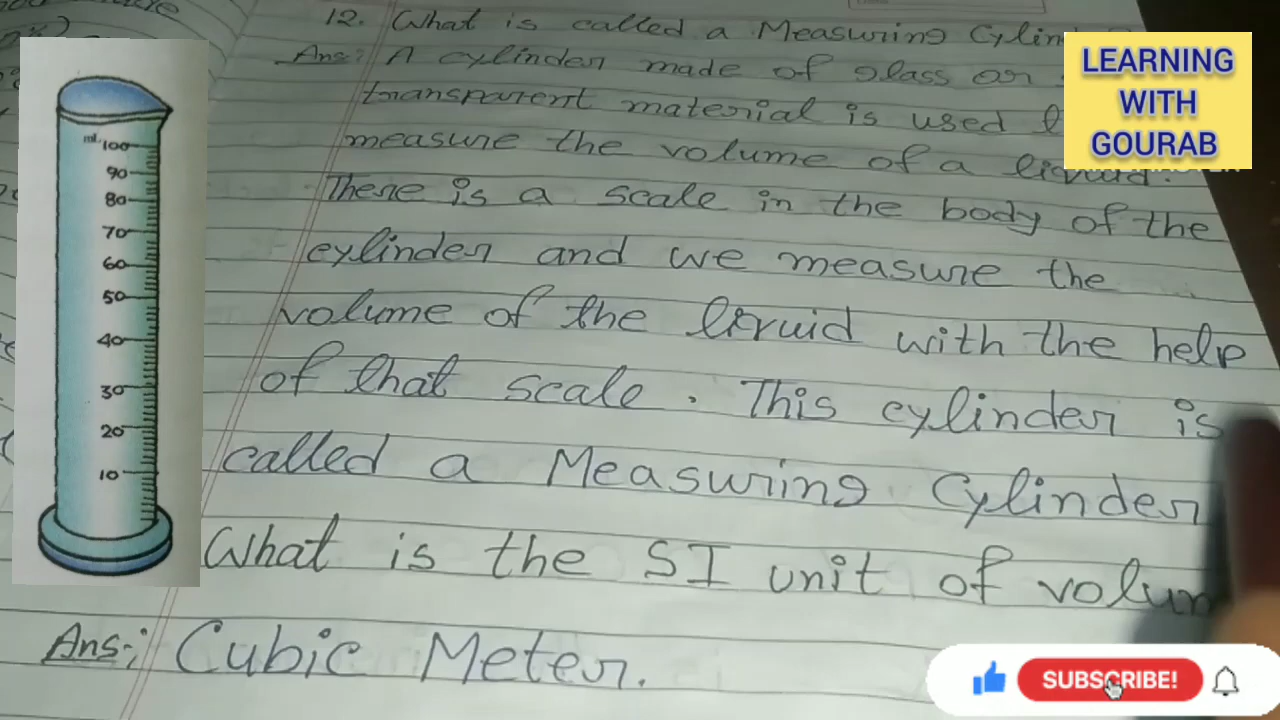 12. What is called a Measuring Cylin
Ans: A cylinder made of glass or
transparent material is used
measure the volume of a liquid.
There is a scale in the body of the
cylinder and we measure the
volume of the liquid with the help
of that scale. This cylinder is
called a Measuring Cylinder
What is the SI unit of volum
Ans: Cubic Meter.
LEARNING
WITH
GOURAB
ml
100
90
80
70
60
50
40
30
20
10
SUBSCRIBE!